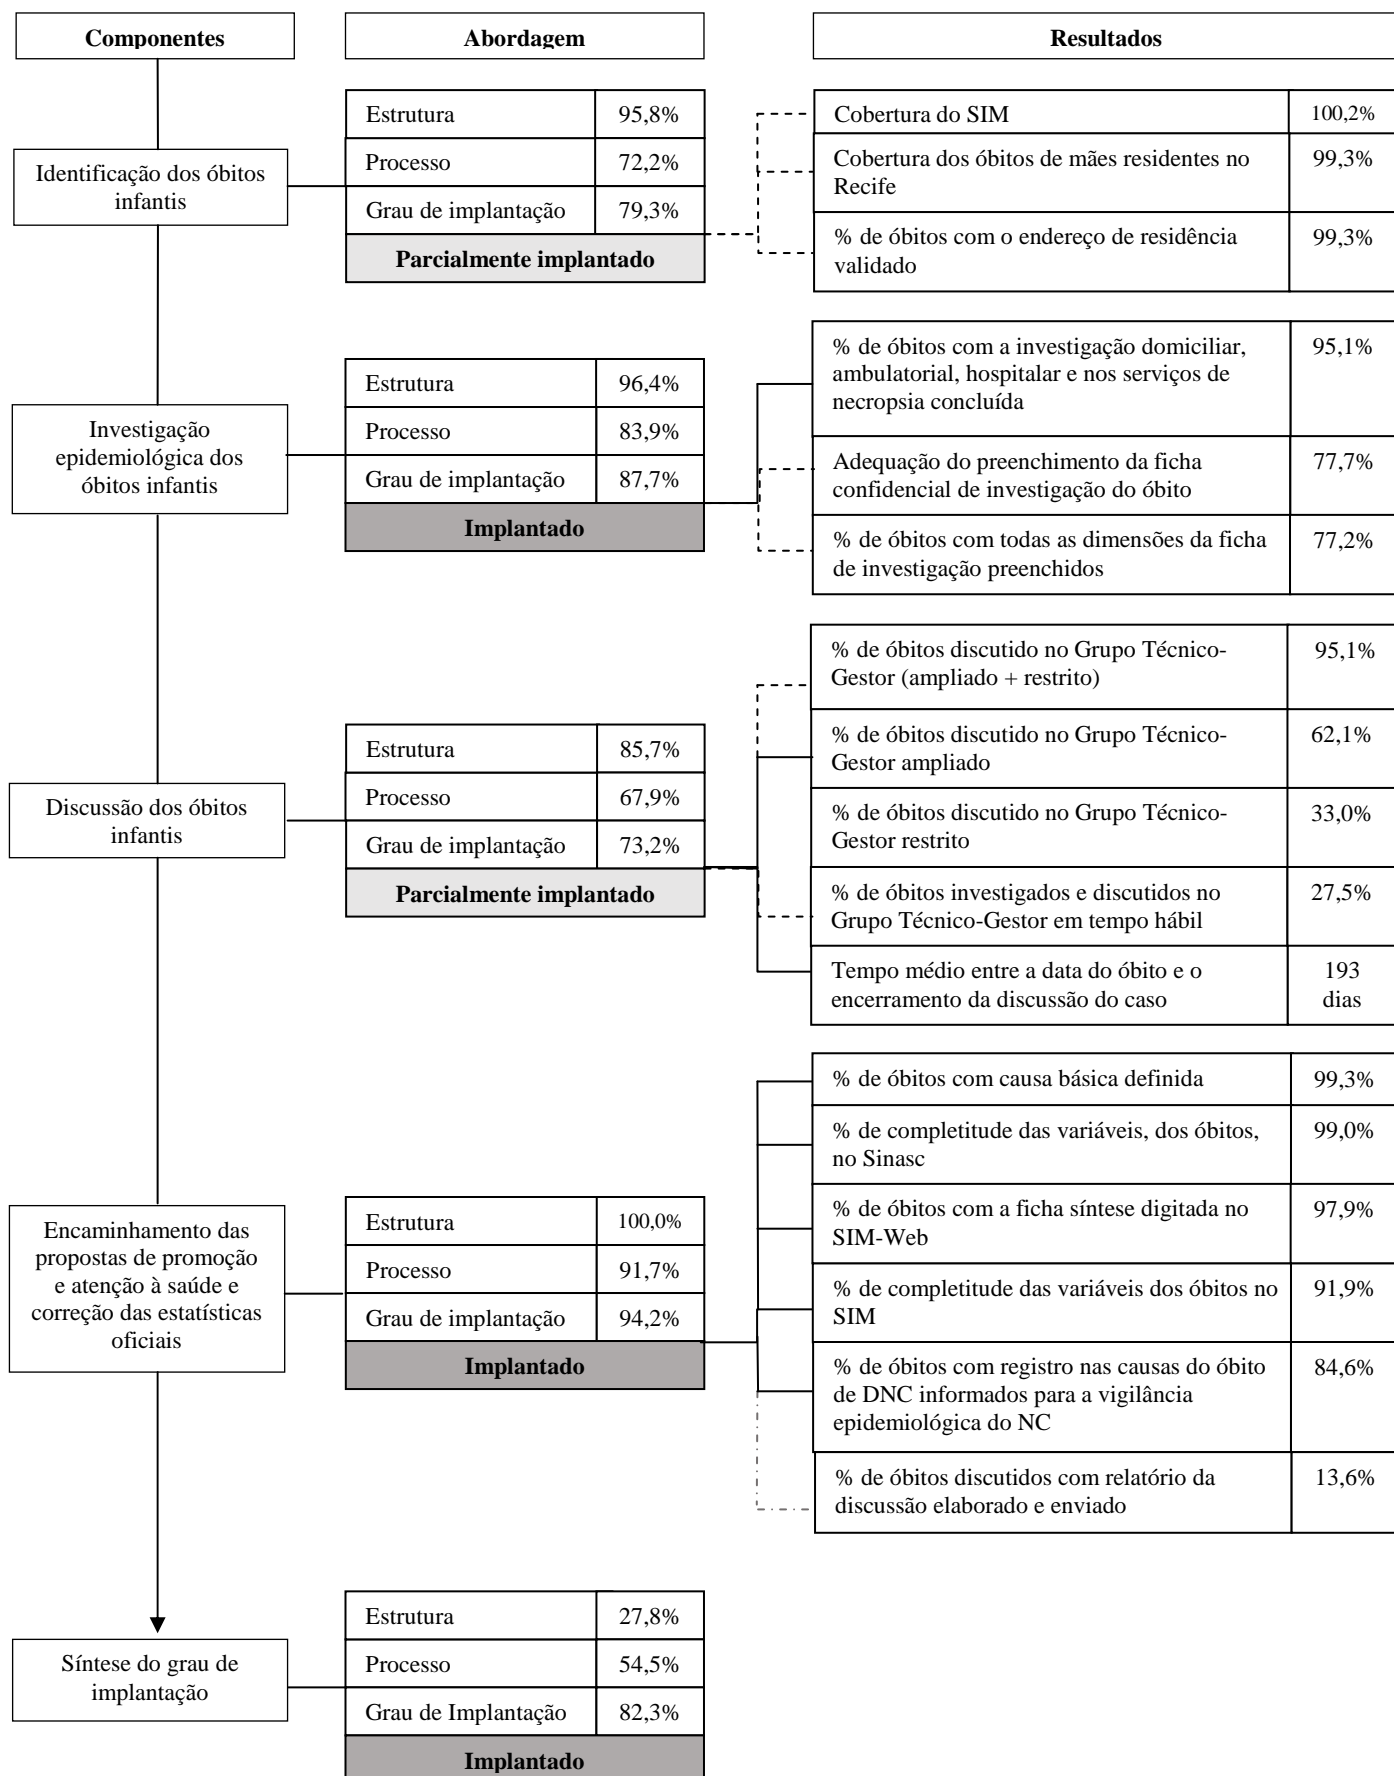 Componentes
Abordagem
Resultados
Identificação dos óbitos
infantis
Estrutura 95,8%
Processo 72,2%
Grau de implantação 79,3%
Parcialmente implantado
Cobertura do SIM 100,2%
Cobertura dos óbitos de mães residentes no 99,3%
Recife
% de óbitos com o endereço de residência 99,3%
validado
Investigação
epidemiológica dos
óbitos infantis
Estrutura 96,4%
Processo 83,9%
Grau de implantação 87,7%
Implantado
% de óbitos com a investigação domiciliar, 95,1%
ambulatorial, hospitalar e nos serviços de
necropsia concluída
Adequação do preenchimento da ficha 77,7%
confidencial de investigação do óbito
% de óbitos com todas as dimensões da ficha 77,2%
de investigação preenchidos
Discussão dos óbitos
infantis
Estrutura 85,7%
Processo 67,9%
Grau de implantação 73,2%
Parcialmente implantado
% de óbitos discutido no Grupo Técnico- 95,1%
Gestor (ampliado + restrito)
% de óbitos discutido no Grupo Técnico- 62,1%
Gestor ampliado
% de óbitos discutido no Grupo Técnico- 33,0%
Gestor restrito
% de óbitos investigados e discutidos no 27,5%
Grupo Técnico-Gestor em tempo hábil
Tempo médio entre a data do óbito e o 193
encerramento da discussão do caso dias
Encaminhamento das
propostas de promoção
e atenção à saúde e
correção das estatísticas
oficiais
Estrutura 100,0%
Processo 91,7%
Grau de implantação 94,2%
Implantado
% de óbitos com causa básica definida 99,3%
% de completitude das variáveis, dos óbitos, 99,0%
no Sinasc
% de óbitos com a ficha síntese digitada no 97,9%
SIM-Web
% de completitude das variáveis dos óbitos no 91,9%
SIM
% de óbitos com registro nas causas do óbito 84,6%
de DNC informados para a vigilância
epidemiológica do NC
% de óbitos discutidos com relatório da 13,6%
discussão elaborado e enviado
Síntese do grau de
implantação
Estrutura 27,8%
Processo 54,5%
Grau de Implantação 82,3%
Implantado